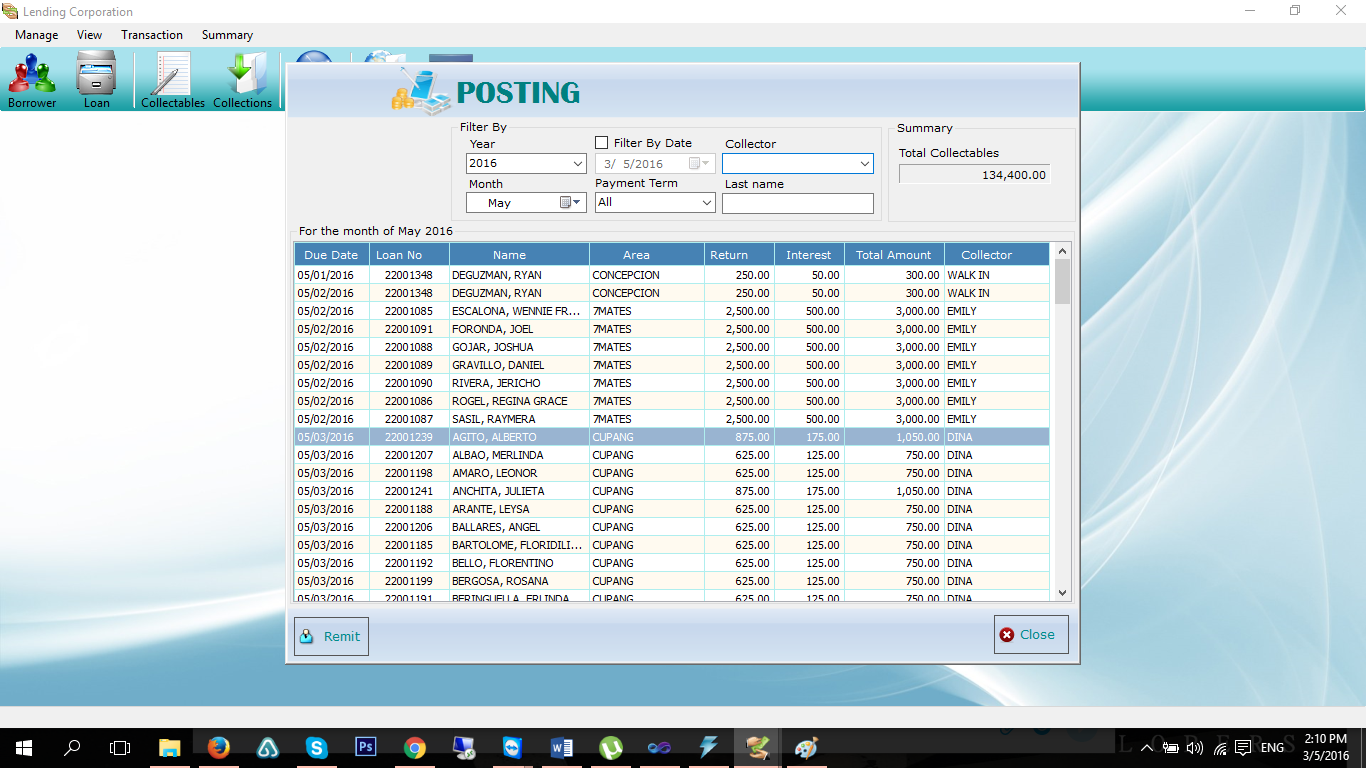 Lending Corporation
Manage View Transaction Summary
Borrower Loan Collectables Collections
POSTING
Filter By
Year
2016
Month
May
Filter By Date
3/ 5/2016
Payment Term
All
Collector
Last name
Summary
Total Collectables
134,400.00
For the month of May 2016
Due Date Loan No Name Area Return Interest Total Amount Collector
05/01/2016 22001348 DEGUZMAN, RYAN CONCEPCION 250.00 50.00 300.00 WALK IN
05/02/2016 22001348 DEGUZMAN, RYAN CONCEPCION 250.00 50.00 300.00 WALK IN
05/02/2016 22001085 ESCALONA, WENNIE FR... 7MATES 2,500.00 500.00 3,000.00 EMILY
05/02/2016 22001091 FORONDA, JOEL 7MATES 2,500.00 500.00 3,000.00 EMILY
05/02/2016 22001088 GOJAR, JOSHUA 7MATES 2,500.00 500.00 3,000.00 EMILY
05/02/2016 22001089 GRAVILLO, DANIEL 7MATES 2,500.00 500.00 3,000.00 EMILY
05/02/2016 22001090 RIVERA, JERICHO 7MATES 2,500.00 500.00 3,000.00 EMILY
05/02/2016 22001086 ROGEL, REGINA GRACE 7MATES 2,500.00 500.00 3,000.00 EMILY
05/02/2016 22001087 SASIL, RAYMERA 7MATES 2,500.00 500.00 3,000.00 EMILY
05/03/2016 22001239 AGITO, ALBERTO CUPANG 875.00 175.00 1,050.00 DINA
05/03/2016 22001207 ALBAO, MERLINDA CUPANG 625.00 125.00 750.00 DINA
05/03/2016 22001198 AMARO, LEONOR CUPANG 625.00 125.00 750.00 DINA
05/03/2016 22001241 ANCHITA, JULIETA CUPANG 875.00 175.00 1,050.00 DINA
05/03/2016 22001188 ARANTE, LEYSA CUPANG 625.00 125.00 750.00 DINA
05/03/2016 22001206 BALLARES, ANGEL CUPANG 625.00 125.00 750.00 DINA
05/03/2016 22001185 BARTOLOME, FLORIDILI... CUPANG 625.00 125.00 750.00 DINA
05/03/2016 22001192 BELLO, FLORENTINO CUPANG 625.00 125.00 750.00 DINA
05/03/2016 22001199 BERGOSA, ROSANA CUPANG 625.00 125.00 750.00 DINA
05/03/2016 22001191 BERINGUELLA, ERLINDA CUPANG 625.00 125.00 750.00 DINA
Remit
Close
Ps
ENG
2:10 PM
3/5/2016